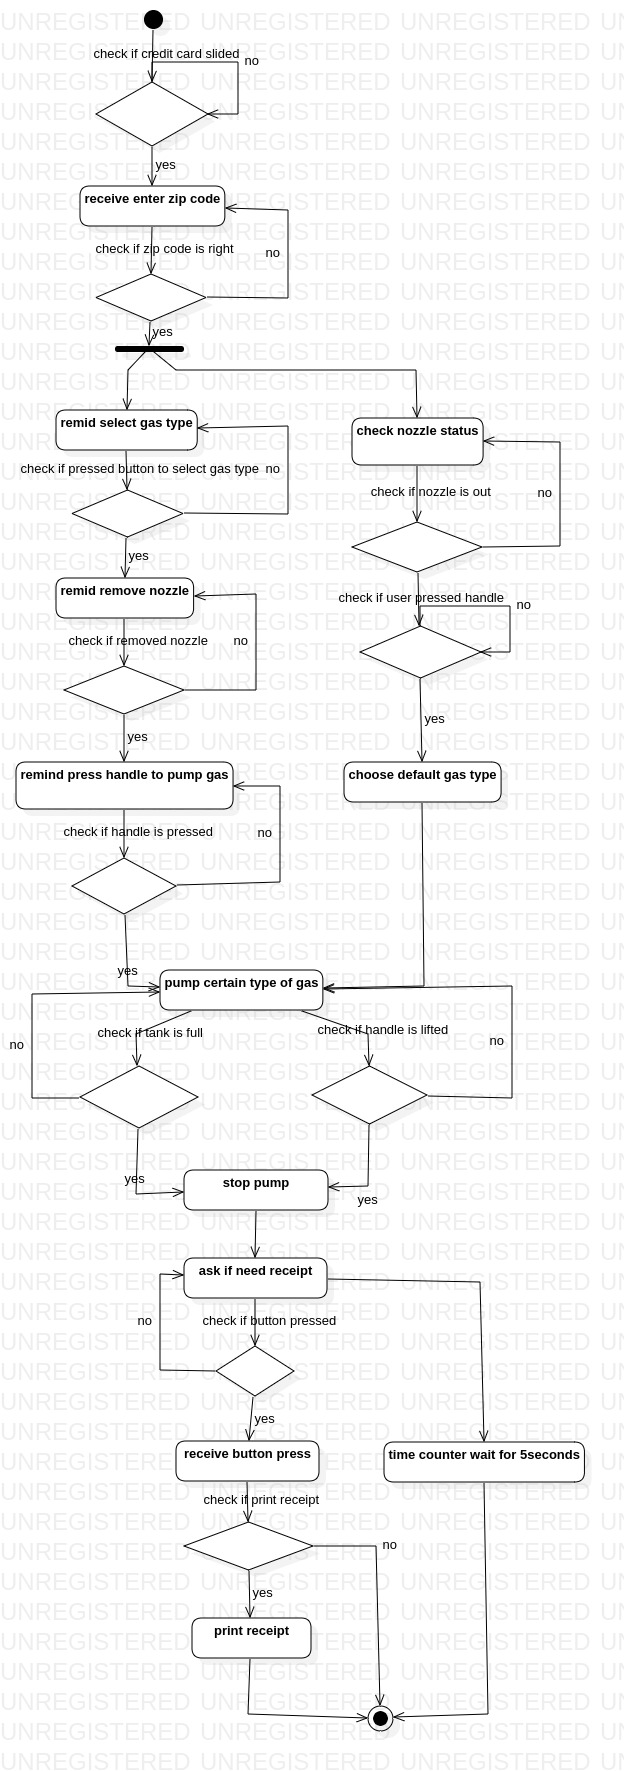 check if credit card slided
no
yes
receive enter zip code
check if zip code is right
no
yes
remid select gas type
check nozzle status
check if pressed button to select gas type
no
check if nozzle is out
no
yes
remid remove nozzle
check if user pressed handle
no
check if removed nozzle
no
yes
yes
remind press handle to pump gas
choose default gas type
check if handle is pressed
no
yes
pump certain type of gas
check if tank is full
check if handle is lifted
no
no
yes
stop pump
yes
ask if need receipt
check if button pressed
no
yes
receive button press
time counter wait for 5seconds
check if print receipt
no
yes
print receipt
UNREGISTERED